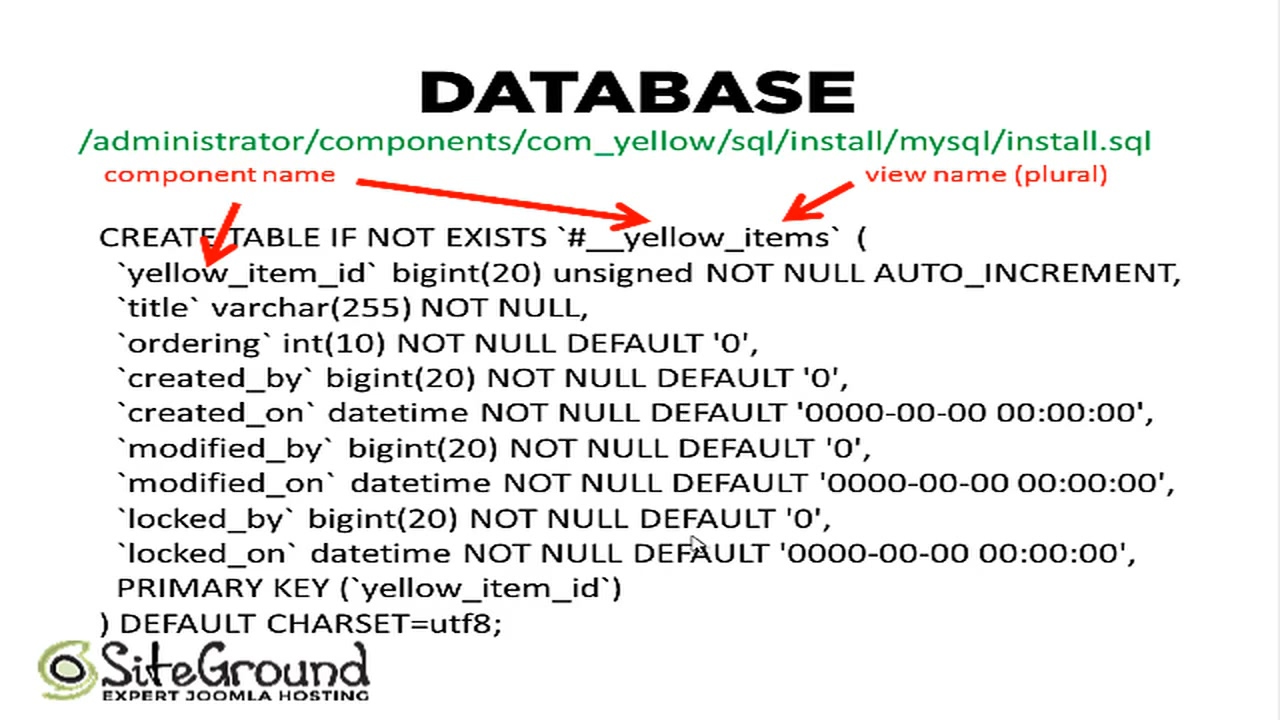 DATABASE
/administrator/components/com_yellow/sql/install/mysql/install.sql
component name
view name (plural)
CREATE TABLE IF NOT EXISTS `#__yellow_items` (
`yellow_item_id` bigint(20) unsigned NOT NULL AUTO_INCREMENT,
`title` varchar(255) NOT NULL,
`ordering` int(10) NOT NULL DEFAULT '0',
`created_by` bigint(20) NOT NULL DEFAULT '0',
`created_on` datetime NOT NULL DEFAULT '0000-00-00 00:00:00',
`modified_by` bigint(20) NOT NULL DEFAULT '0',
`modified_on` datetime NOT NULL DEFAULT '0000-00-00 00:00:00',
`locked_by` bigint(20) NOT NULL DEFAULT '0',
`locked_on` datetime NOT NULL DEFAULT '0000-00-00 00:00:00',
PRIMARY KEY (`yellow_item_id`)
) DEFAULT CHARSET=utf8;
SiteGround
EXPERT JOOMLA HOSTING